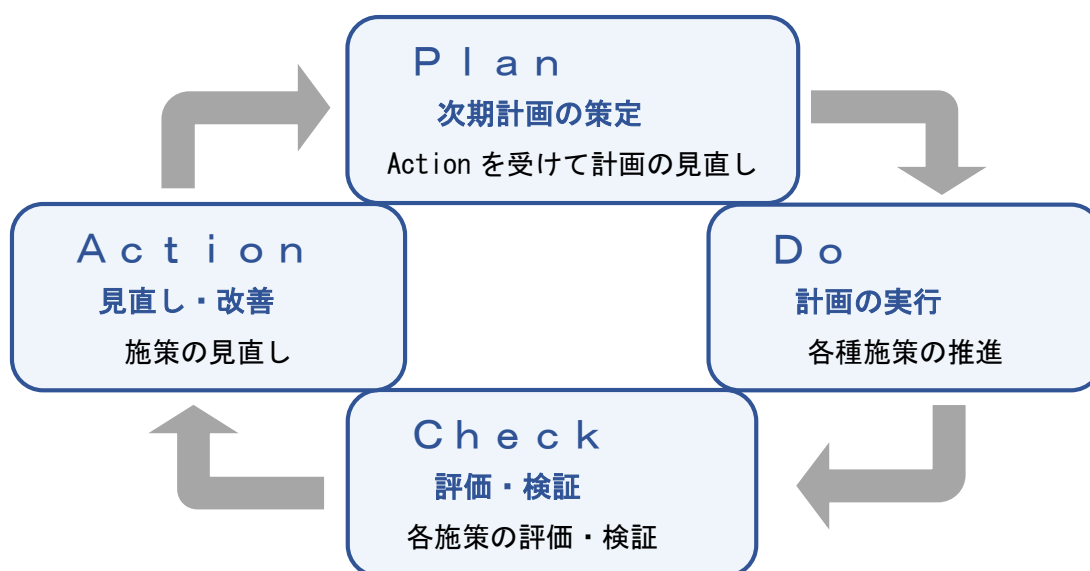 Ｐｌａｎ
次期計画の策定
Action を受けて計画の見直し
Ａｃｔｉｏｎ
見直し・改善
施策の見直し
Ｄｏ
計画の実行
各種施策の推進
Ｃｈｅｃｋ
評価・検証
各施策の評価・検証